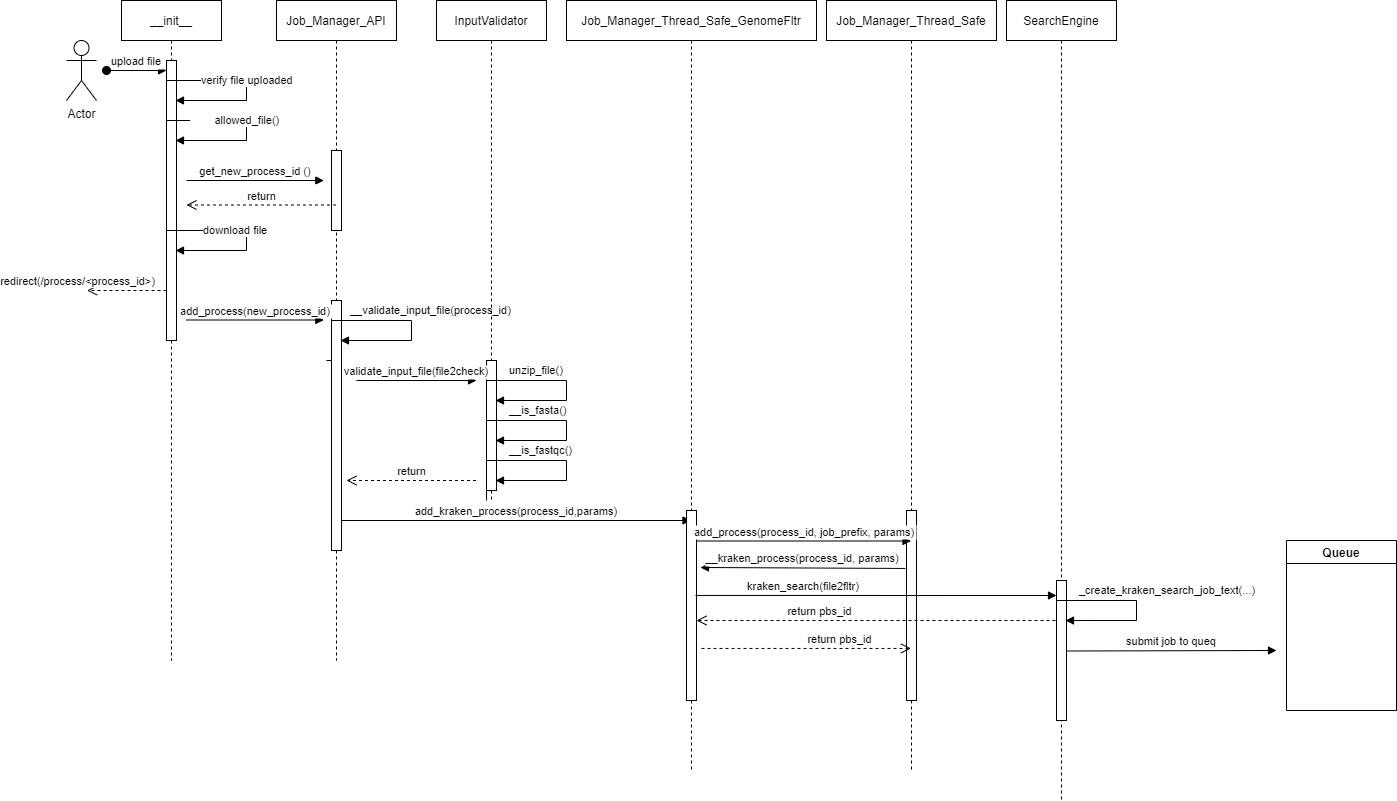 __init__
Job_Manager_API
InputValidator
Job_Manager_Thread_Safe_GenomeFltr
Job_Manager_Thread_Safe
SearchEngine
upload file
verify file uploaded
Actor
allowed_file()
get_new_process_id ()
return
download file
redirect(/process/<process_id>)
add_process(new_process_id)
__validate_input_file(process_id)
validate_input_file(file2check)
unzip_file()
__is_fasta()
__is_fastqc()
return
add_kraken_process(process_id,params)
add_process(process_id, job_prefix, params)
Queue
__kraken_process(process_id, params)
kraken_search(file2fltr)
_create_kraken_search_job_text(...)
return pbs_id
return pbs_id
submit job to queq